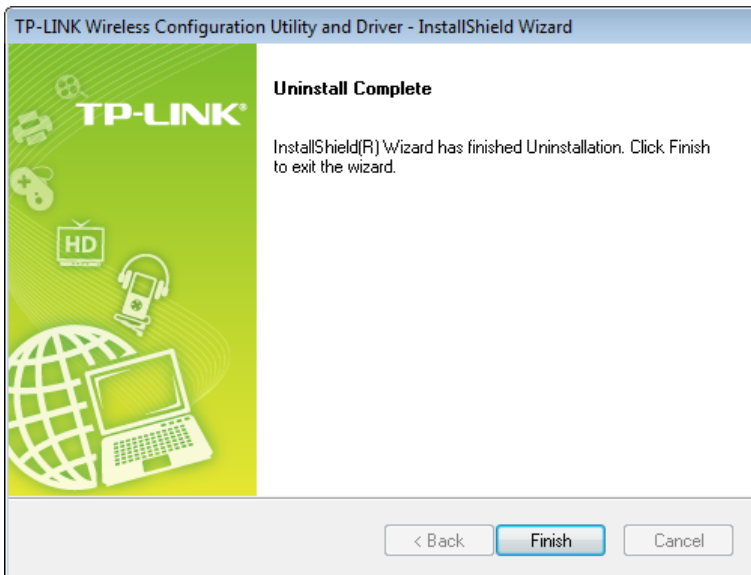 TP-LINK Wireless Configuration Utility and Driver - InstallShield Wizard
TP-LINK®
HD
Uninstall Complete
InstallShield(R) Wizard has finished Uninstallation. Click Finish
to exit the wizard.
< Back
Finish
Cancel